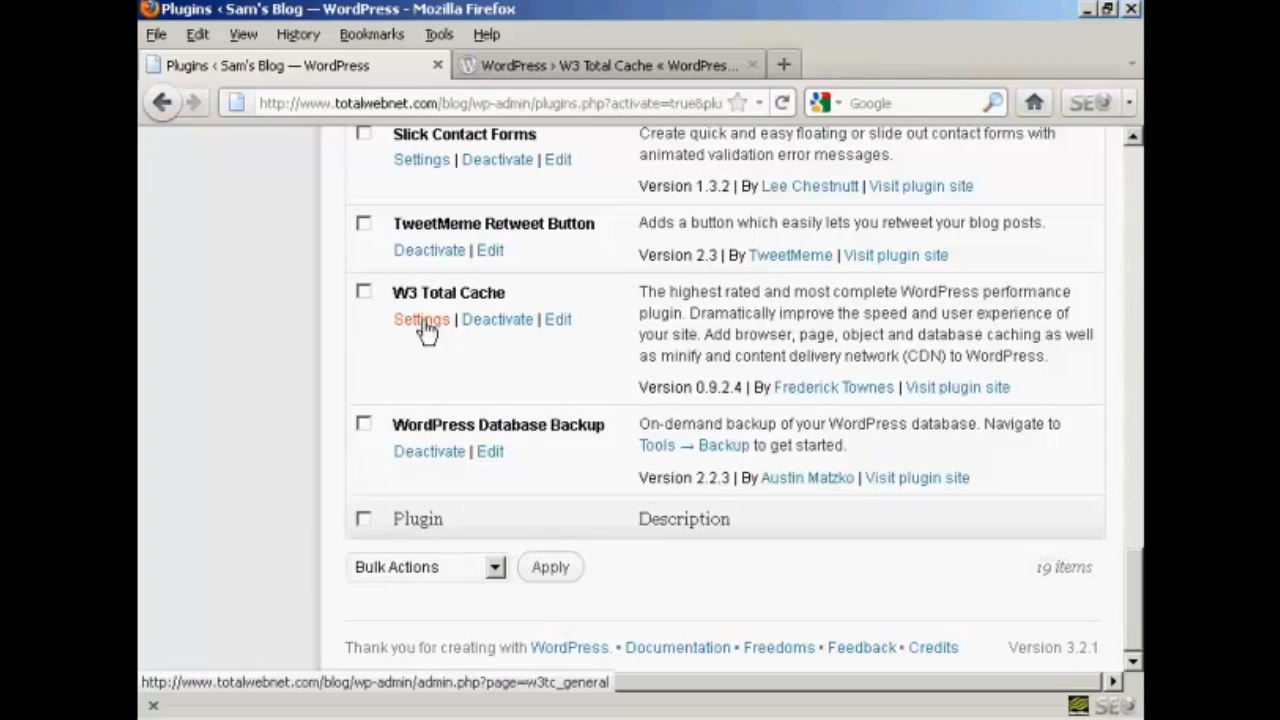 Plugins ‹ Sam's Blog — WordPress - Mozilla Firefox
File Edit View History Bookmarks Tools Help
Plugins ‹ Sam's Blog — WordPress
WordPress › W3 Total Cache « WordPres...
http://www.totalwebnet.com/blog/wp-admin/plugins.php?activate=true&plu
Google
SEO
Slick Contact Forms
Create quick and easy floating or slide out contact forms with
animated validation error messages.
Settings | Deactivate | Edit
Version 1.3.2 | By Lee Chestnutt | Visit plugin site
TweetMeme Retweet Button
Adds a button which easily lets you retweet your blog posts.
Deactivate | Edit
Version 2.3 | By TweetMeme | Visit plugin site
W3 Total Cache
The highest rated and most complete WordPress performance
plugin. Dramatically improve the speed and user experience of
your site. Add browser, page, object and database caching as well
as minify and content delivery network (CDN) to WordPress.
Settings | Deactivate | Edit
Version 0.9.2.4 | By Frederick Townes | Visit plugin site
WordPress Database Backup
On-demand backup of your WordPress database. Navigate to
Tools → Backup to get started.
Deactivate | Edit
Version 2.2.3 | By Austin Matzko | Visit plugin site
Plugin
Description
Bulk Actions
Apply
19 items
Thank you for creating with WordPress. • Documentation • Freedoms • Feedback • Credits
Version 3.2.1
http://www.totalwebnet.com/blog/wp-admin/admin.php?page=w3tc_general
SEO